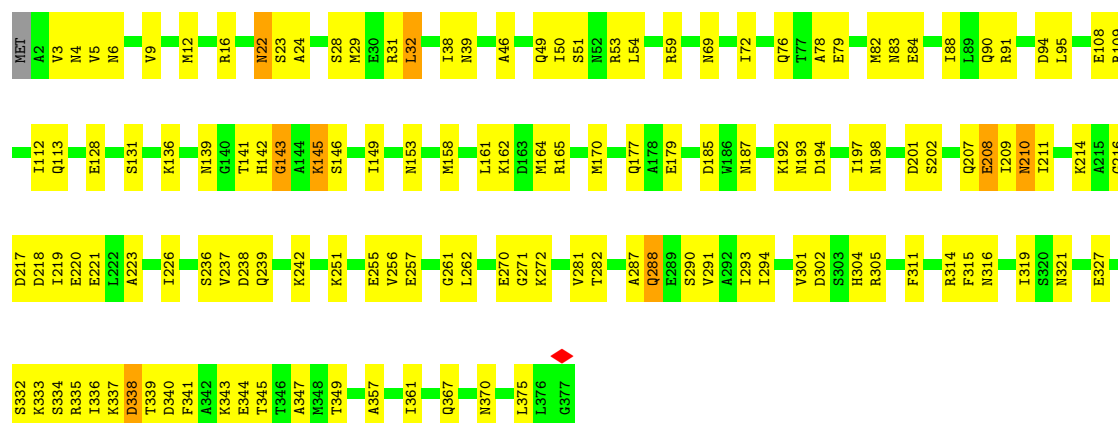 MET A2 V3 N4 V5 N6 V9 M12 R16 N22 S23 A24 S28 M29 E30 R31 L32 I38 N39 A46 Q49 I50 S51 N52 R53 L54 R59 N69 I72 Q76 T77 A78 E79 M82 N83 E84 I88 L89 Q90 R91 D94 L95 E108 R109
I112 Q113 E128 S131 K136 N139 G140 T141 H142 G143 A144 K145 S146 I149 N153 M158 L161 K162 D163 M164 R165 M170 Q177 A178 E179 D185 W186 N187 K192 N193 D194 I197 N198 D201 S202 Q207 E208 I209 N210 I211 K214 A215 G216
D217 D218 I219 E220 E221 L222 A223 I226 S236 V237 D238 Q239 K242 K251 E255 V256 E257 G261 L262 E270 G271 K272 V281 T282 A287 Q288 E289 S290 V291 A292 I293 I294 V301 D302 S303 H304 R305 F311 R314 F315 N316 I319 S320 N321 E327
S332 K333 S334 R335 I336 K337 D338 T339 D340 F341 A342 K343 E344 T345 T346 A347 M348 T349 A357 I361 Q367 N370 L375 L376 G377